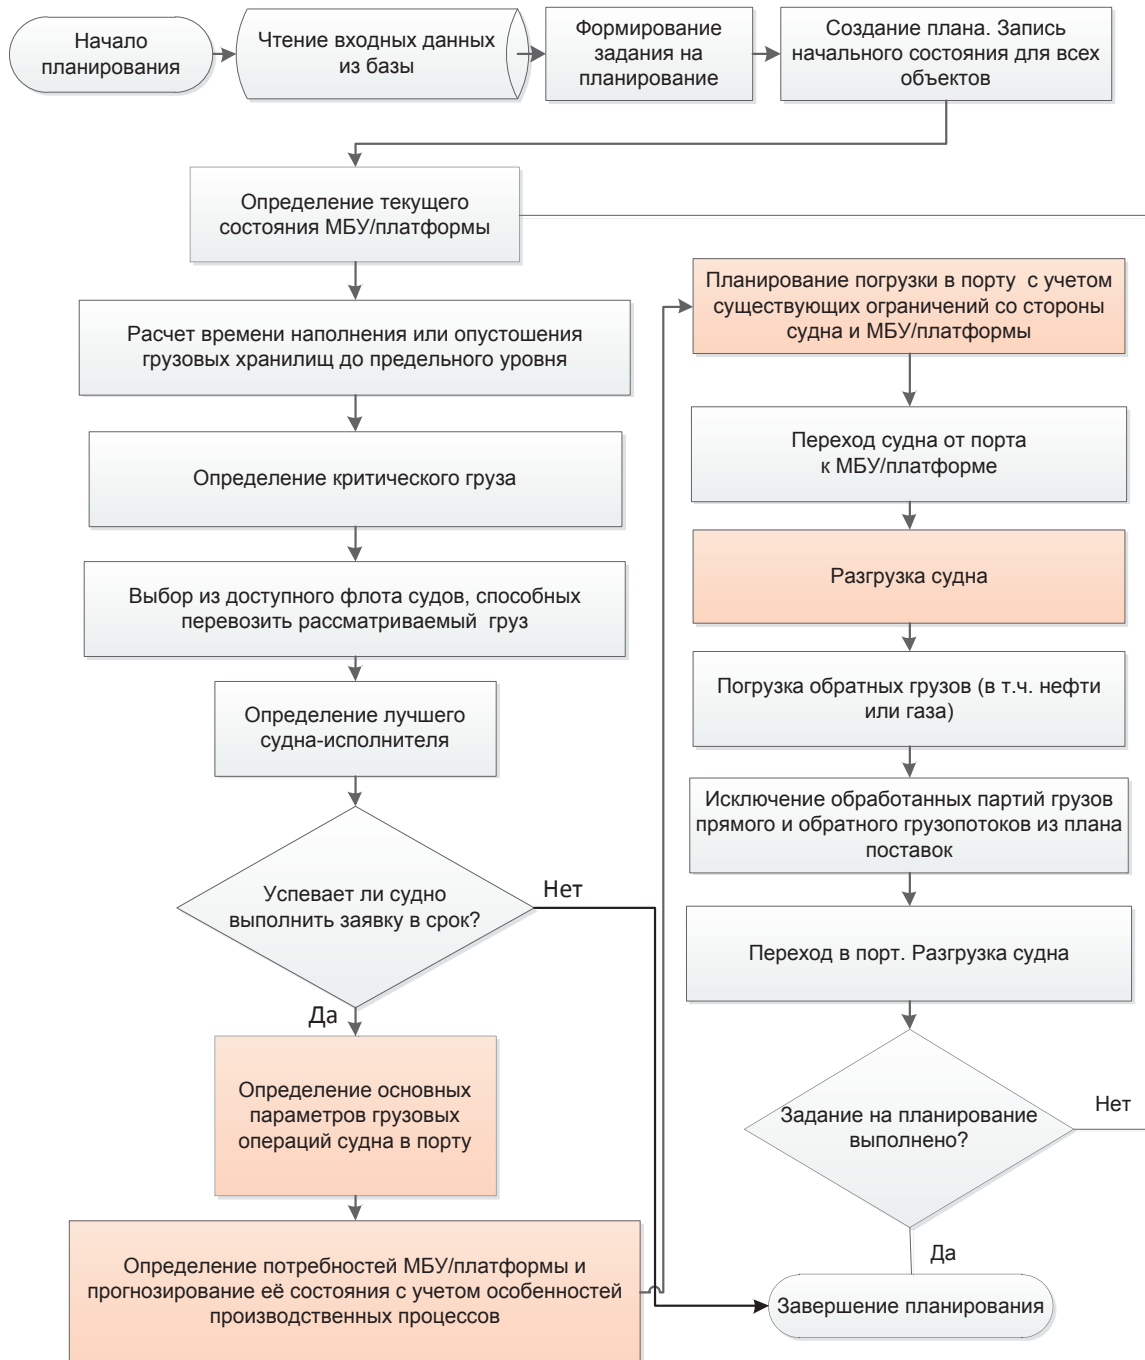 Начало
планирования
Чтение входных данных
из базы
Формирование
задания на
планирование
Создание плана. Запись
начального состояния для всех
объектов
Определение текущего
состояния МБУ/платформы
Расчет времени наполнения или опустошения
грузовых хранилищ до предельного уровня
Определение критического груза
Выбор из доступного флота судов, способных
перевозить рассматриваемый груз
Определение лучшего
судна-исполнителя
Успевает ли судно
выполнить заявку в срок?
Нет
Да
Определение основных
параметров грузовых
операций судна в порту
Определение потребностей МБУ/платформы и
прогнозирование её состояния с учетом особенностей
производственных процессов
Планирование погрузки в порту с учетом
существующих ограничений со стороны
судна и МБУ/платформы
Переход судна от порта
к МБУ/платформе
Разгрузка судна
Погрузка обратных грузов (в т.ч. нефти
или газа)
Исключение обработанных партий грузов
прямого и обратного грузопотоков из плана
поставок
Переход в порт. Разгрузка судна
Задание на планирование
выполнено?
Нет
Да
Завершение планирования